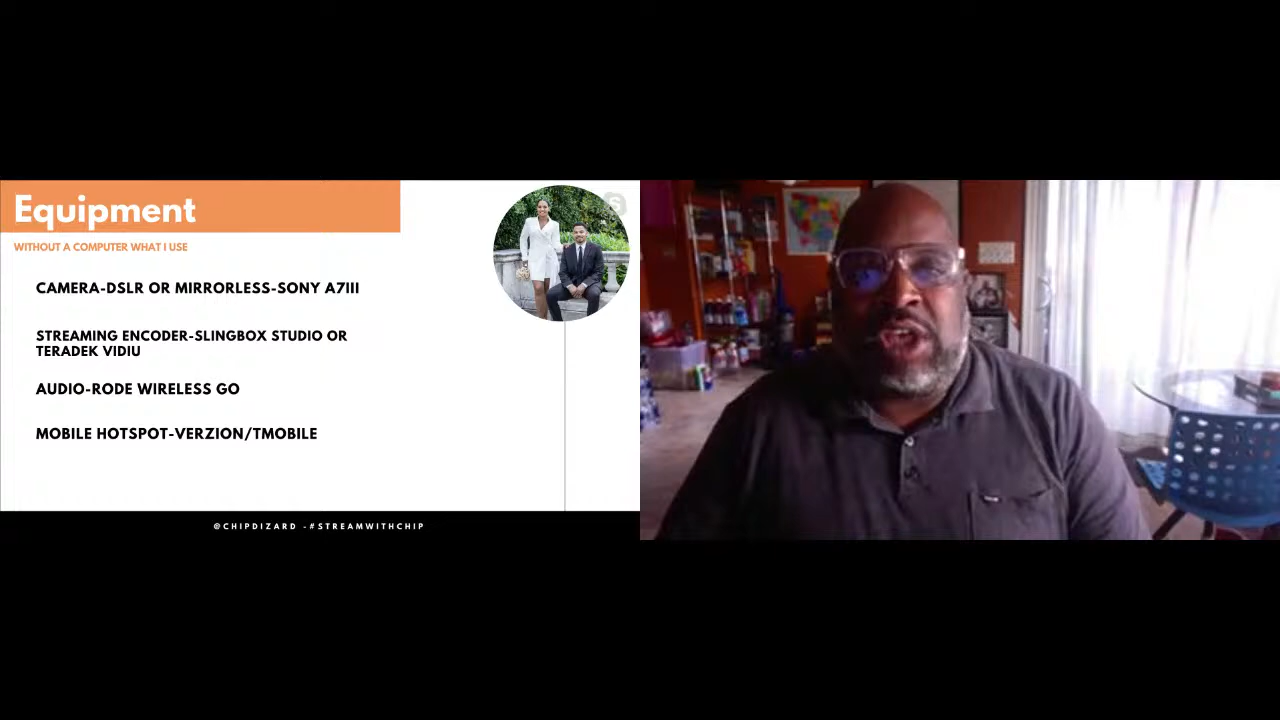 Equipment
WITHOUT A COMPUTER WHAT I USE
CAMERA-DSLR OR MIRRORLESS-SONY A7III
STREAMING ENCODER-SLINGBOX STUDIO OR
TERADEK VIDIU
AUDIO-RODE WIRELESS GO
MOBILE HOTSPOT-VERZION/TMOBILE
@CHIPDIZARD -#STREAMWITHCHIP